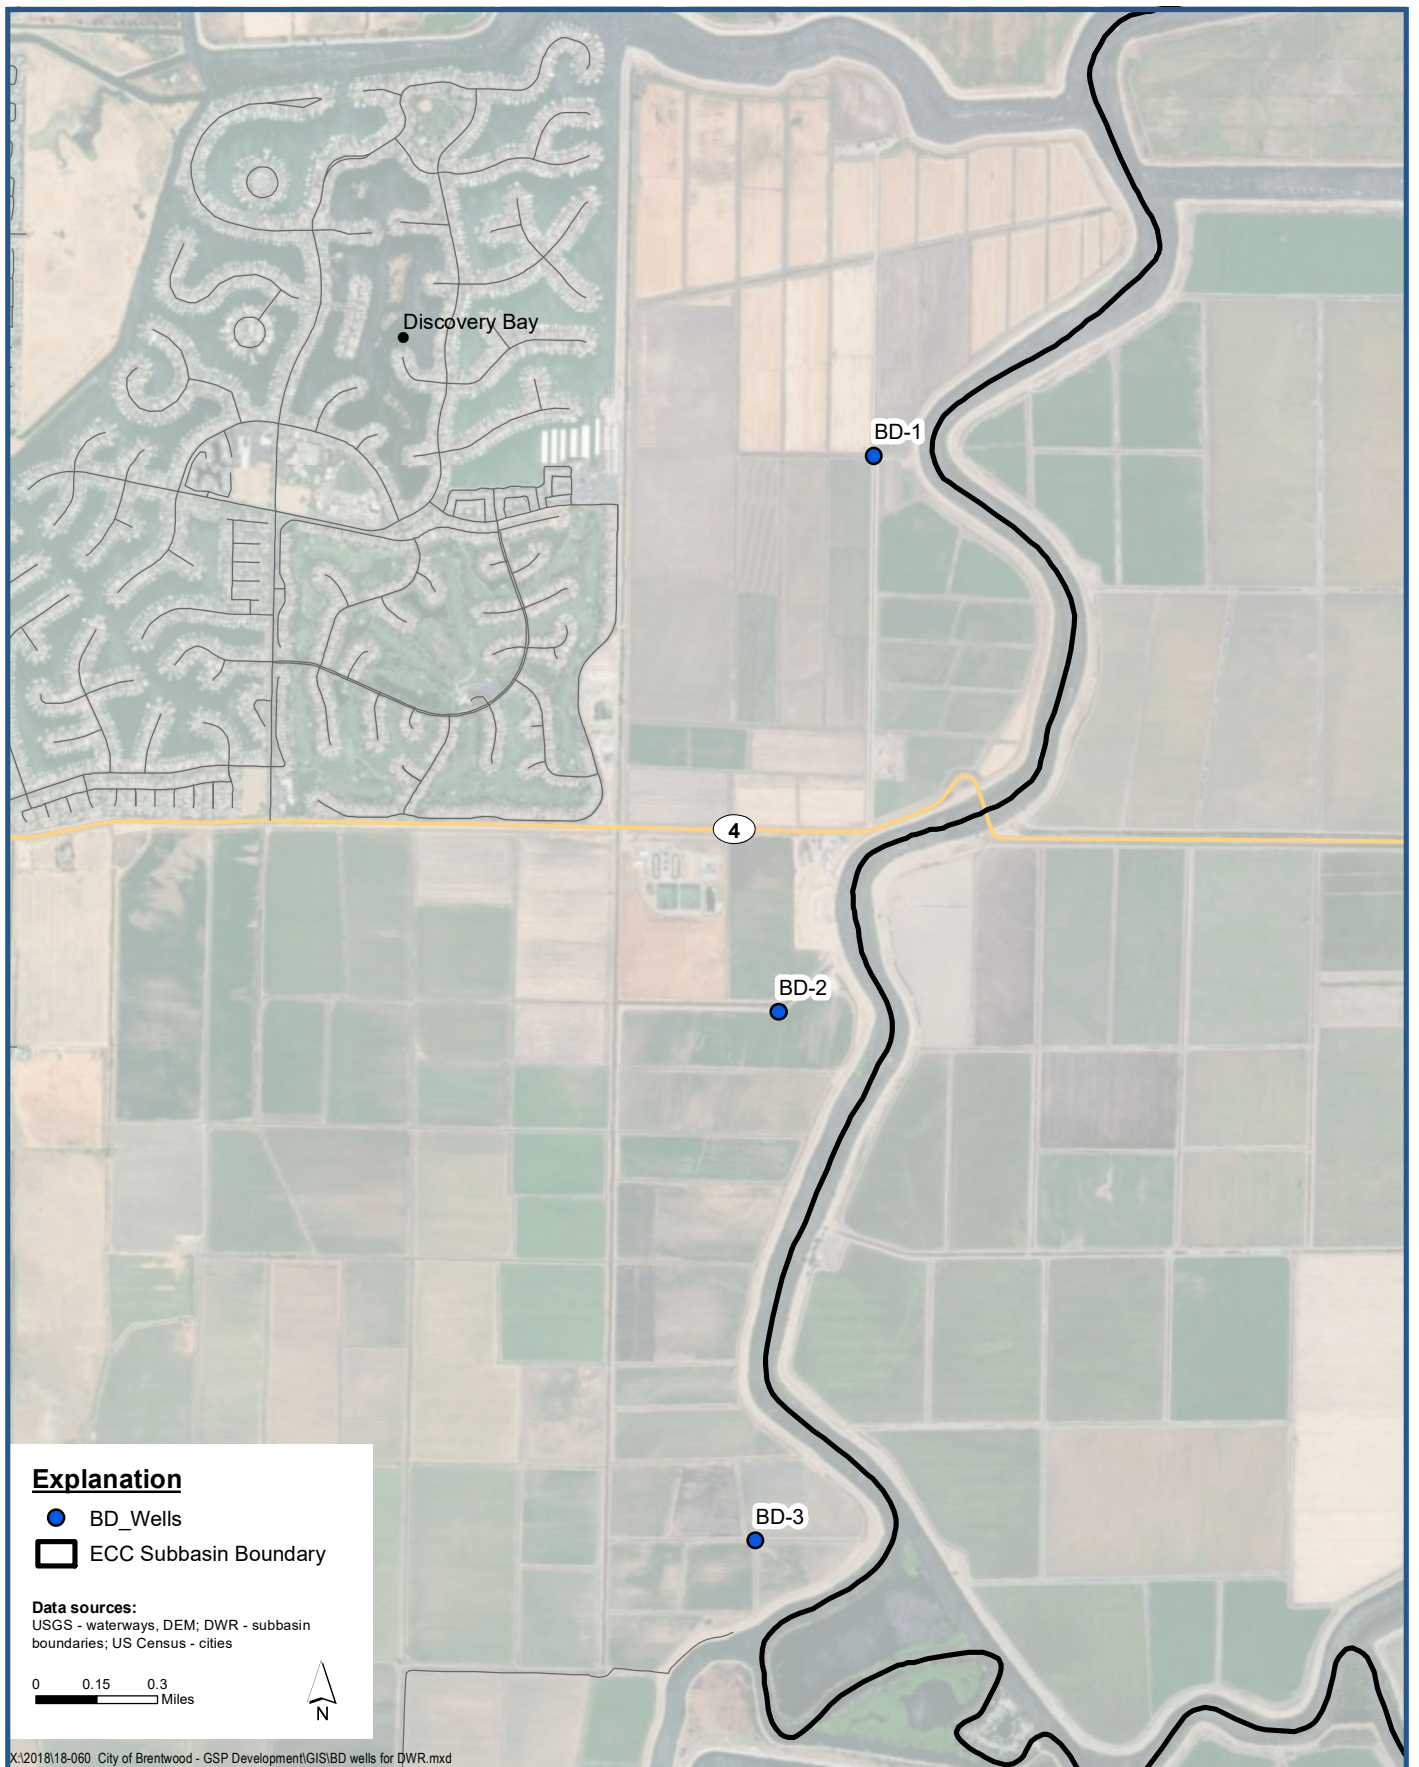 Discovery Bay
BD-1
4
BD-2
BD-3
Explanation
BD_Wells
ECC Subbasin Boundary
Data sources:
USGS - waterways, DEM; DWR - subbasin
boundaries; US Census - cities
0 0.15 0.3
Miles
N
X:\2018\18-060 City of Brentwood - GSP Development\GIS\BD wells for DWR.mxd